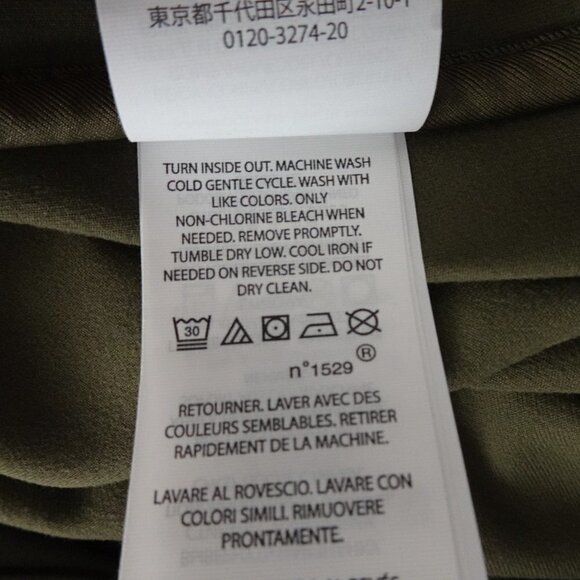 東京都千代田区永田町2-10-1
0120-3274-20
TURN INSIDE OUT. MACHINE WASH
COLD GENTLE CYCLE. WASH WITH
LIKE COLORS. ONLY
NON-CHLORINE BLEACH WHEN
NEEDED. REMOVE PROMPTLY.
TUMBLE DRY LOW. COOL IRON IF
NEEDED ON REVERSE SIDE. DO NOT
DRY CLEAN.
30
n°1529 ®
RETOURNER. LAVER AVEC DES
COULEURS SEMBLABLES. RETIRER
RAPIDEMENT DE LA MACHINE.
LAVARE AL ROVESCIO. LAVARE CON
COLORI SIMILI. RIMUOVERE
PRONTAMENTE.